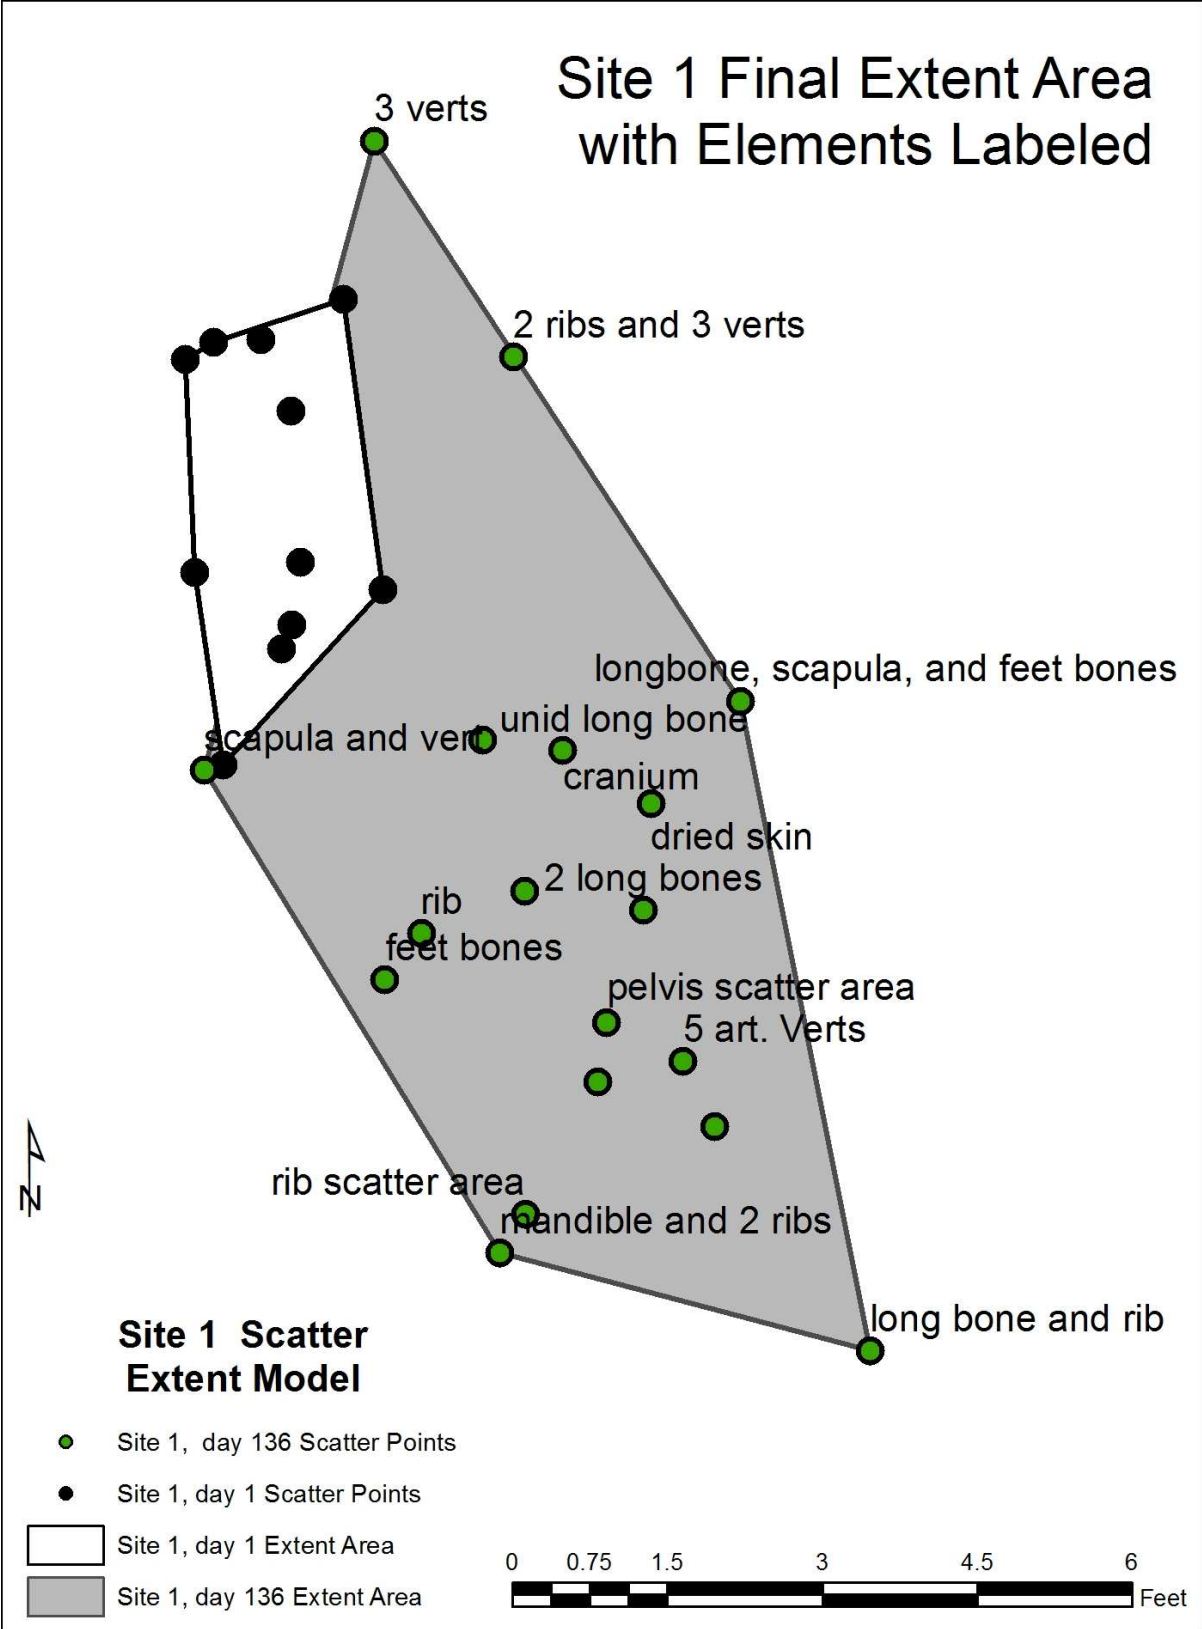 Site 1 Final Extent Area
with Elements Labeled
3 verts
2 ribs and 3 verts
longbone, scapula, and feet bones
unid long bone
scapula and vert
cranium
dried skin
2 long bones
rib
feet bones
pelvis scatter area
5 art. Verts
rib scatter area
mandible and 2 ribs
long bone and rib
N
Site 1 Scatter
Extent Model
Site 1, day 136 Scatter Points
Site 1, day 1 Scatter Points
Site 1, day 1 Extent Area
Site 1, day 136 Extent Area
0 0.75 1.5 3 4.5 6
Feet